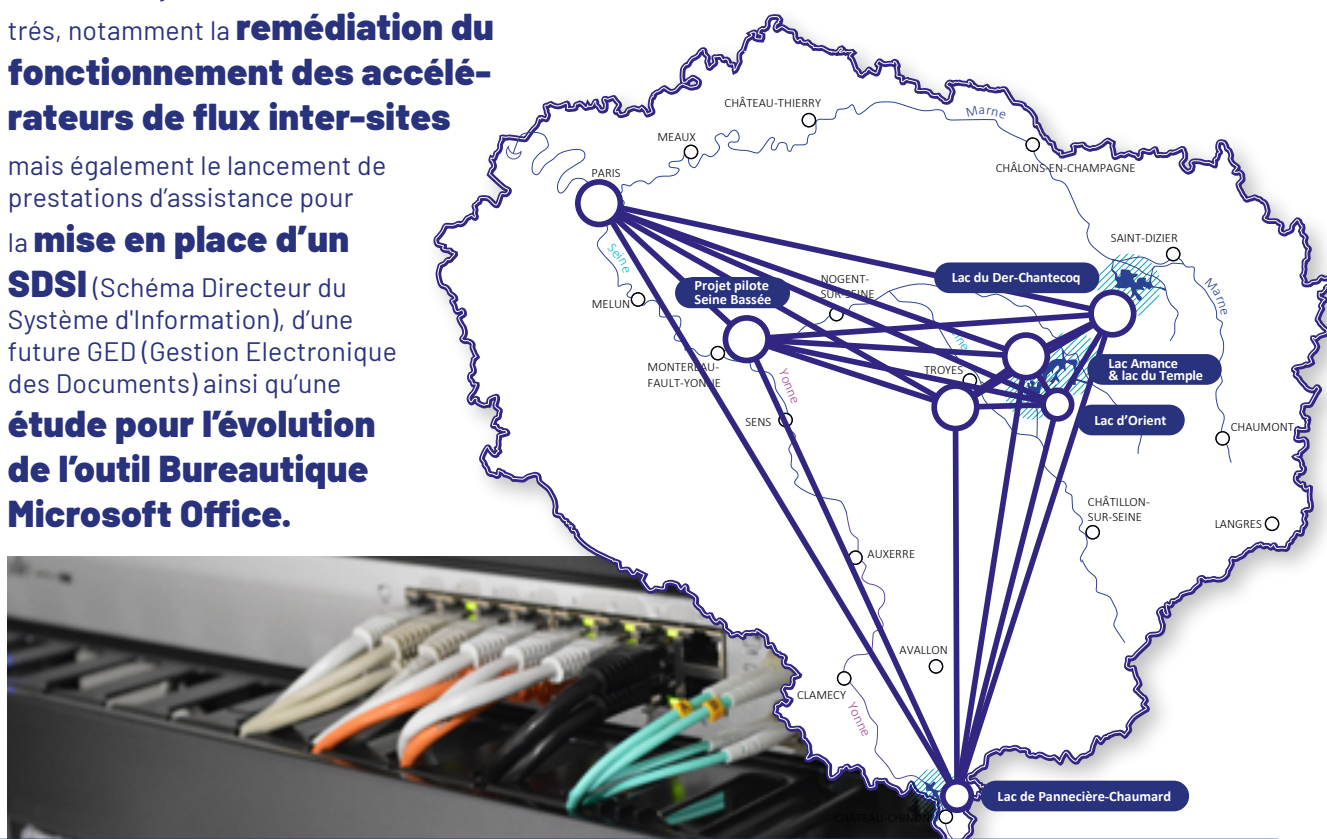 trés, notamment la remédiation du
fonctionnement des accélé-
rateurs de flux inter-sites
mais également le lancement de
prestations d'assistance pour
la mise en place d'un
SDSI (Schéma Directeur du
Système d'Information), d'une
future GED (Gestion Electronique
des Documents) ainsi qu'une
étude pour l'évolution
de l'outil Bureautique
Microsoft Office.
CHÂTEAU-THIERRY
Marne
MEAUX
CHÂLONS-EN-CHAMPAGNE
PARIS
SAINT-DIZIER
Seine
Lac du Der-Chantecoq
Marne
Projet pilote
Seine Bassée
NOGENT-
SUR-SEINE
MELUN
MONTEREAU-
FAULT-YONNE
TROYES
Lac Amance
& lac du Temple
Yonne
SENS
Lac d'Orient
CHAUMONT
CHÂTILLON-
SUR-SEINE
LANGRES
AUXERRE
AVALLON
CLAMECY
Yonne
Lac de Pannecière-Chaumard
CHÂTEAU-CHINON